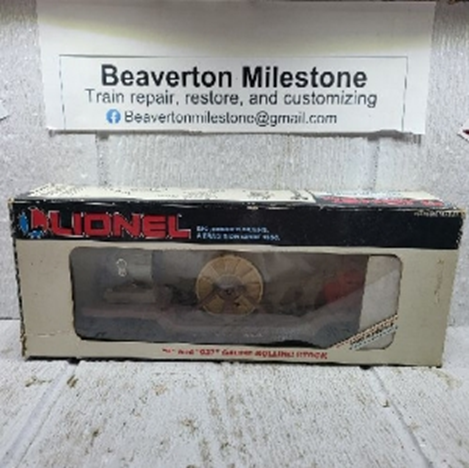 Beaverton Milestone
Train repair, restore, and customizing
Beavertonmilestone@gmail.com
LIONEL
"O" and "O27" GAUGE ROLLING STOCK